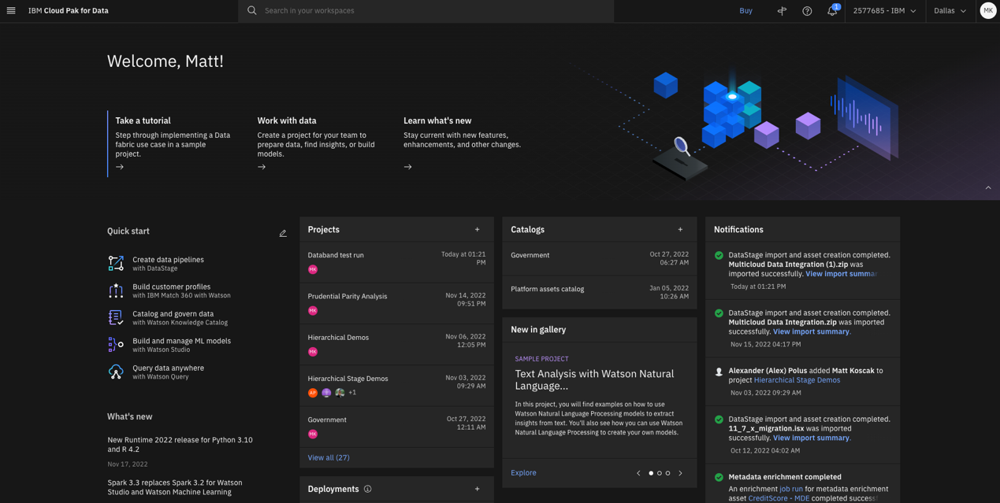 IBM Cloud Pak for Data
Search in your workspaces
Buy
1
2577685 - IBM
Dallas
MK
Welcome, Matt!
Take a tutorial
Step through implementing a Data
fabric use case in a sample
project.
Work with data
Create a project for your team to
prepare data, find insights, or build
models.
Learn what's new
Stay current with new features,
enhancements, and other changes.
Quick start
Create data pipelines
with DataStage
Build customer profiles
with IBM Match 360 with Watson
Catalog and govern data
with Watson Knowledge Catalog
Build and manage ML models
with Watson Studio
Query data anywhere
with Watson Query
What's new
New Runtime 2022 release for Python 3.10
and R 4.2
Nov 17, 2022
Spark 3.3 replaces Spark 3.2 for Watson
Studio and Watson Machine Learning
Projects
+
Databand test run
Today at 01:21
PM
MK
Prudential Parity Analysis
Nov 14, 2022
09:51 PM
MK
Hierarchical Demos
Nov 06, 2022
12:05 PM
MK
Hierarchical Stage Demos
Nov 03, 2022
09:29 AM
AP
+1
Government
Oct 27, 2022
12:11 AM
MK
View all (27)
Deployments
+
Catalogs
+
Government
Oct 27, 2022
06:27 AM
Platform assets catalog
Jan 05, 2022
10:26 AM
New in gallery
SAMPLE PROJECT
Text Analysis with Watson Natural
Language...
In this project, you will find examples on how to use
Watson Natural Language Processing models to extract
insights from text. You'll also see how you can use Watson
Natural Language Processing to create your own models.
Explore
Notifications
DataStage import and asset creation completed.
Multicloud Data Integration (1).zip was
imported successfully. View import summar
Today at 01:21 PM
DataStage import and asset creation completed.
Multicloud Data Integration.zip was imported
successfully. View import summary.
Nov 15, 2022 04:17 PM
Alexander (Alex) Polus added Matt Koscak to
project Hierarchical Stage Demos
Nov 03, 2022 09:29 AM
DataStage import and asset creation completed.
11_7_x_migration.isx was imported
successfully. View import summary.
Oct 12, 2022 04:02 AM
Metadata enrichment completed
An enrichment job run for metadata enrichment
asset CreditScore - MDE completed success